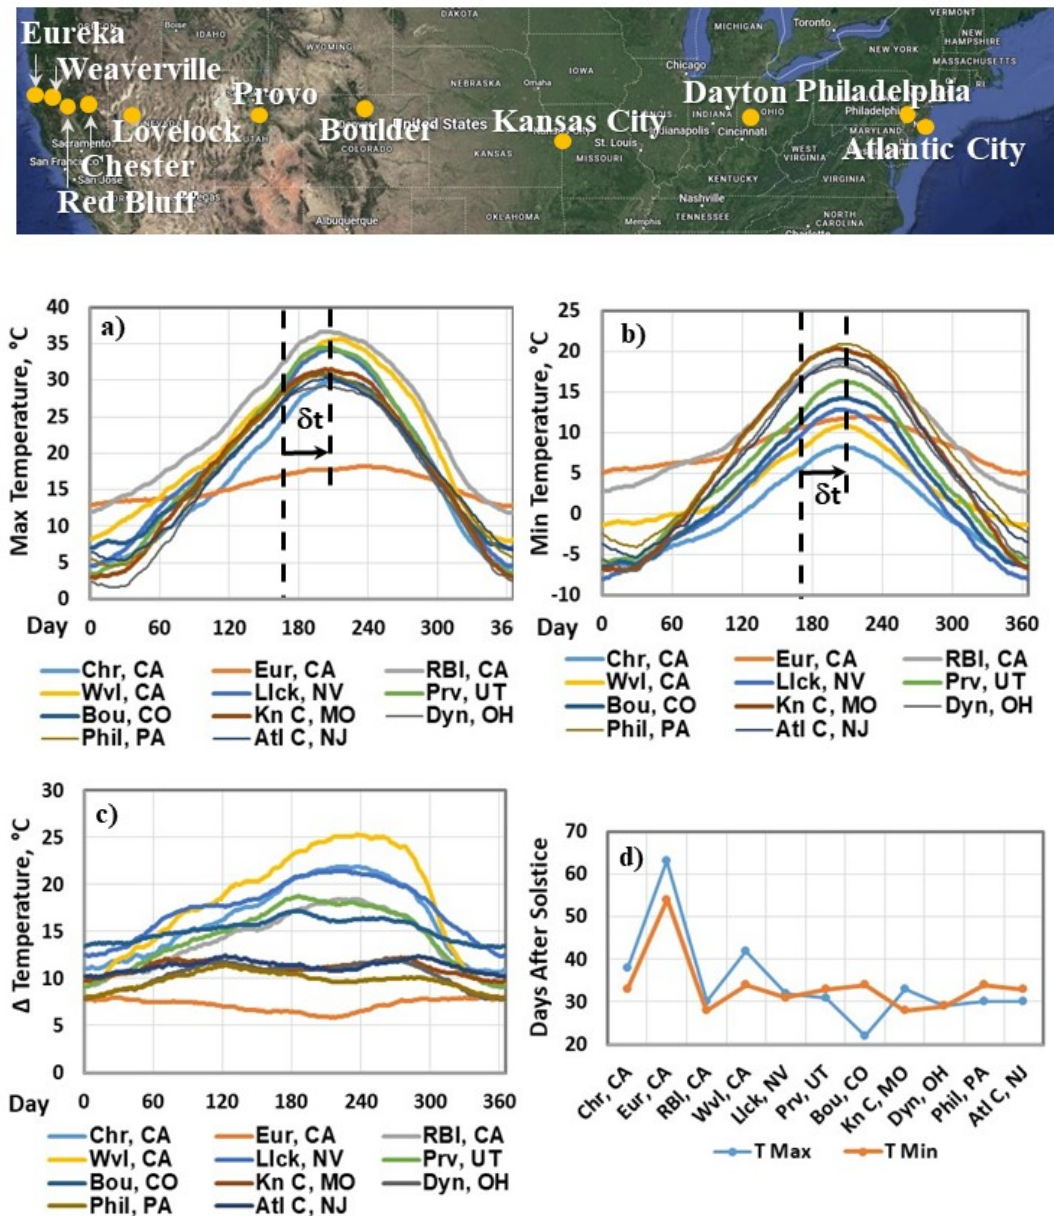 DAKOTA
VERMONT
Boise
IDAHO
MICHIGAN
Toronto
NEW
HAMPSHIRE
Eureka
WYOMING
NEW YORK
MASSACHUSETTS
Weaverville
Chicago
IOWA
NEBRASKA
Omaha
RI
Provo
Dayton Philadelphia
NEVADA
UTAH
Boulder
United States
Kansas City
INDIANA
OHIO
Philadelphia
Lovelock
Indianapolis
Cincinnati
MARYLAND
Sacramento
COLORADO
St. Louis
Atlantic City
San Francisco
Chester
KANSAS
MISSOURI
WEST
VIRGINIA
San Jose
Red Bluff
KENTUCKY
VIRGINIA
Nashville
Albuquerque
OKLAHOMA
Memphis
TENNESSEE
NORTH
CAROLINA
Charlotte
a)
Max Temperature, °C
40
35
30
25
20
15
10
5
0
δt
Day 0 60 120 180 240 300 36
Chr, CA Eur, CA RBl, CA
Wvl, CA Llck, NV Prv, UT
Bou, CO Kn C, MO Dyn, OH
Phil, PA Atl C, NJ
b)
Min Temperature, °C
25
20
15
10
5
0
-5
-10
δt
Day 0 60 120 180 240 300 360
Chr, CA Eur, CA RBl, CA
Wvl, CA Llck, NV Prv, UT
Bou, CO Kn C, MO Dyn, OH
Phil, PA Atl C, NJ
c)
Δ Temperature, °C
30
25
20
15
10
5
0
Day 0 60 120 180 240 300 360
Chr, CA Eur, CA RBl, CA
Wvl, CA Llck, NV Prv, UT
Bou, CO Kn C, MO Dyn, OH
Phil, PA Atl C, NJ
d)
Days After Solstice
70
60
50
40
30
20
Chr, CA Eur, CA RBl, CA Wvl, CA Llck, NV Prv, UT Bou, CO Kn C, MO Dyn, OH Phil, PA Atl C, NJ
T Max T Min